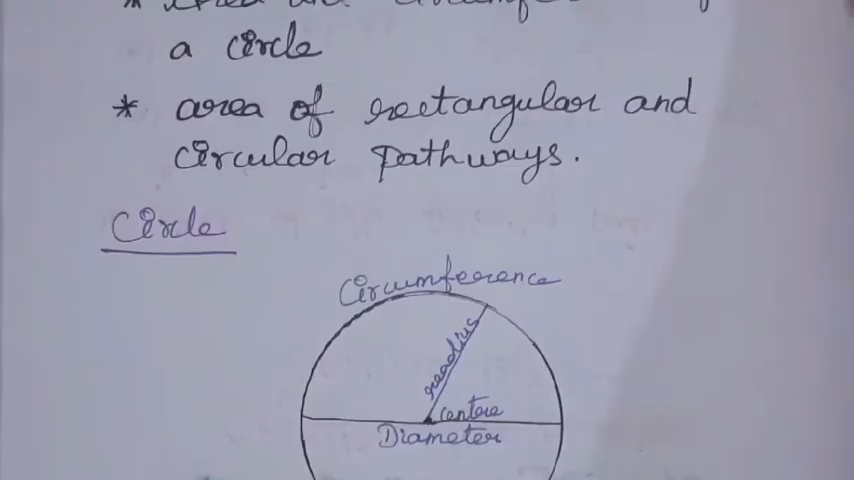 a circle
* area of rectangular and
circular pathways.
Circle
Circumference
radius
centre
Diameter